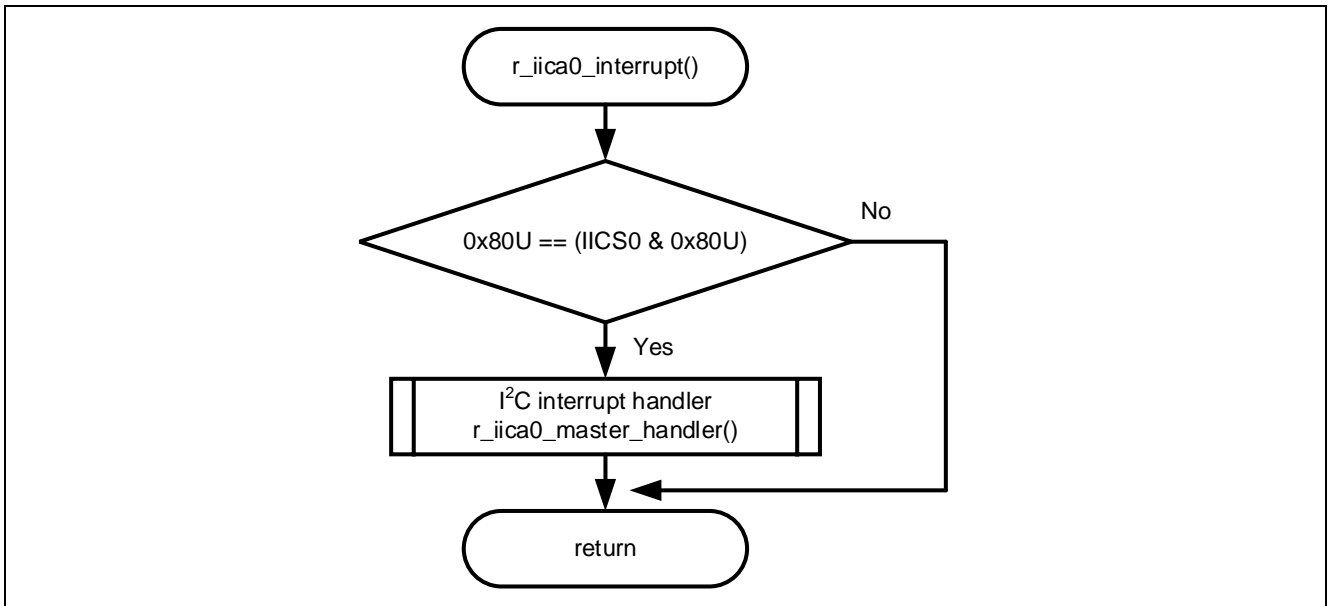 r_iica0_interrupt()
0x80U == (IICS0 & 0x80U)
No
Yes
I²C interrupt handler
r_iica0_master_handler()
return